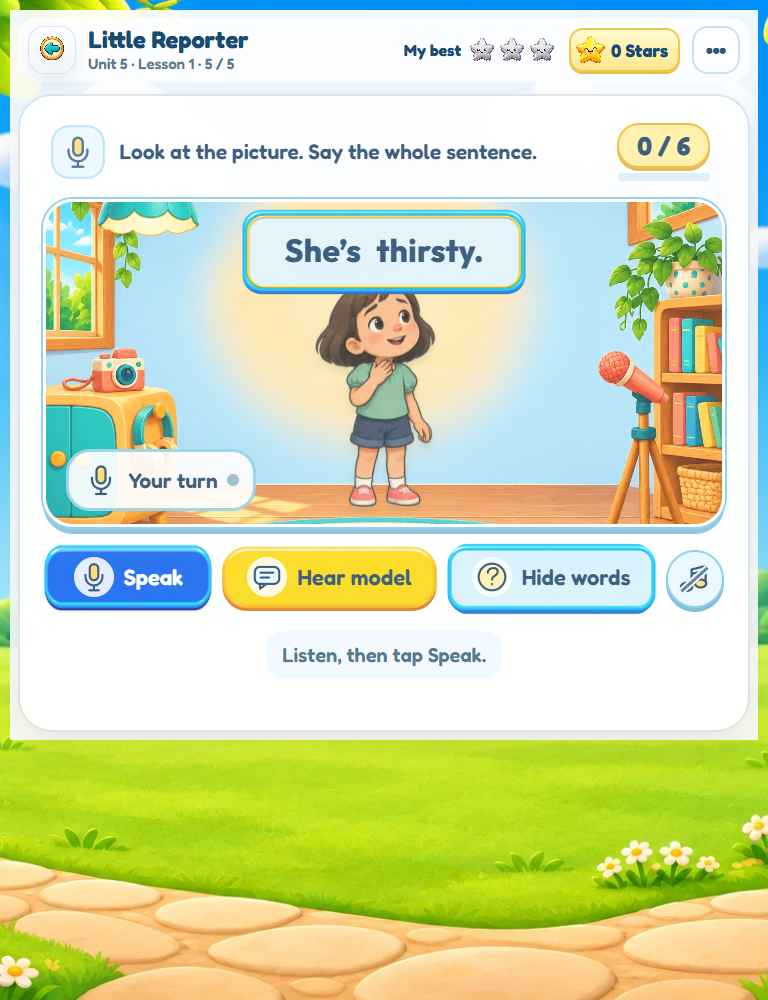 Little Reporter
Unit 5 · Lesson 1 · 5 / 5
My best
0 Stars
Look at the picture. Say the whole sentence.
0 / 6
She's thirsty.
Your turn
Speak
Hear model
Hide words
Listen, then tap Speak.